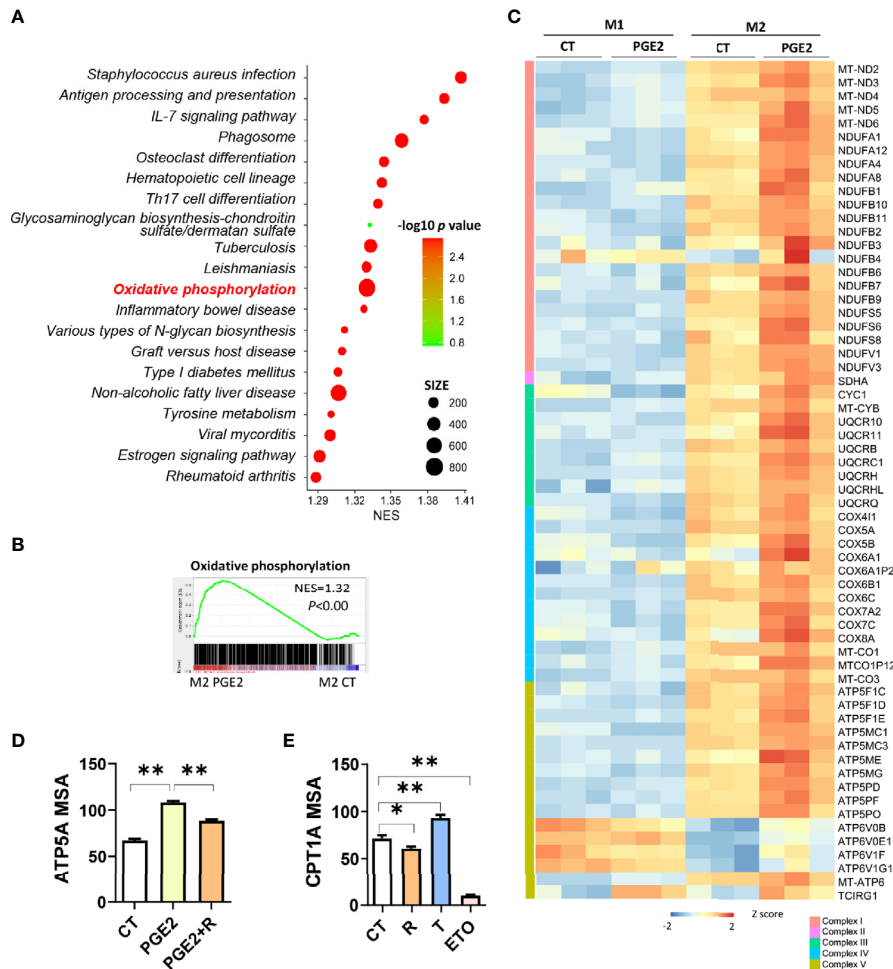 A
Staphylococcus aureus infection
Antigen processing and presentation
IL-7 signaling pathway
Phagosome
Osteoclast differentiation
Hematopoietic cell lineage
Th17 cell differentiation
Glycosaminoglycan biosynthesis-chondroitin
sulfate/dermatan sulfate
Tuberculosis
Leishmaniasis
Oxidative phosphorylation
Inflammatory bowel disease
Various types of N-glycan biosynthesis
Graft versus host disease
Type I diabetes mellitus
Non-alcoholic fatty liver disease
Tyrosine metabolism
Viral mycorditis
Estrogen signaling pathway
Rheumatoid arthritis
1.29 1.32 1.35 1.38 1.41
NES
-log10 p value
2.4
2.0
1.6
1.2
0.8
SIZE
200
400
600
800
B
Oxidative phosphorylation
NES=1.32
P<0.00
M2 PGE2 M2 CT
C
M1 M2
CT PGE2 CT PGE2
MT-ND2
MT-ND3
MT-ND4
MT-ND5
MT-ND6
NDUFA1
NDUFA12
NDUFA4
NDUFA8
NDUFB1
NDUFB10
NDUFB11
NDUFB2
NDUFB3
NDUFB4
NDUFB6
NDUFB7
NDUFB9
NDUFS5
NDUFS6
NDUFS8
NDUFV1
NDUFV3
SDHA
CYC1
MT-CYB
UQCR10
UQCR11
UQCRB
UQCRC1
UQCRH
UQCRHL
UQCRQ
COX4I1
COX5A
COX5B
COX6A1
COX6A1P2
COX6B1
COX6C
COX7A2
COX7C
COX8A
MT-CO1
MTCO1P12
MT-CO3
ATP5F1C
ATP5F1D
ATP5F1E
ATP5MC1
ATP5MC3
ATP5ME
ATP5MG
ATP5PD
ATP5PF
ATP5PO
ATP6V0B
ATP6V0E1
ATP6V1F
ATP6V1G1
MT-ATP6
TCIRG1
-2 2 Z score
Complex I
Complex II
Complex III
Complex IV
Complex V
D
ATP5A MSA
150
100
50
0
** **
CT PGE2 PGE2+R
E
CPT1A MSA
150
100
50
0
**
**
*
CT R T ETO